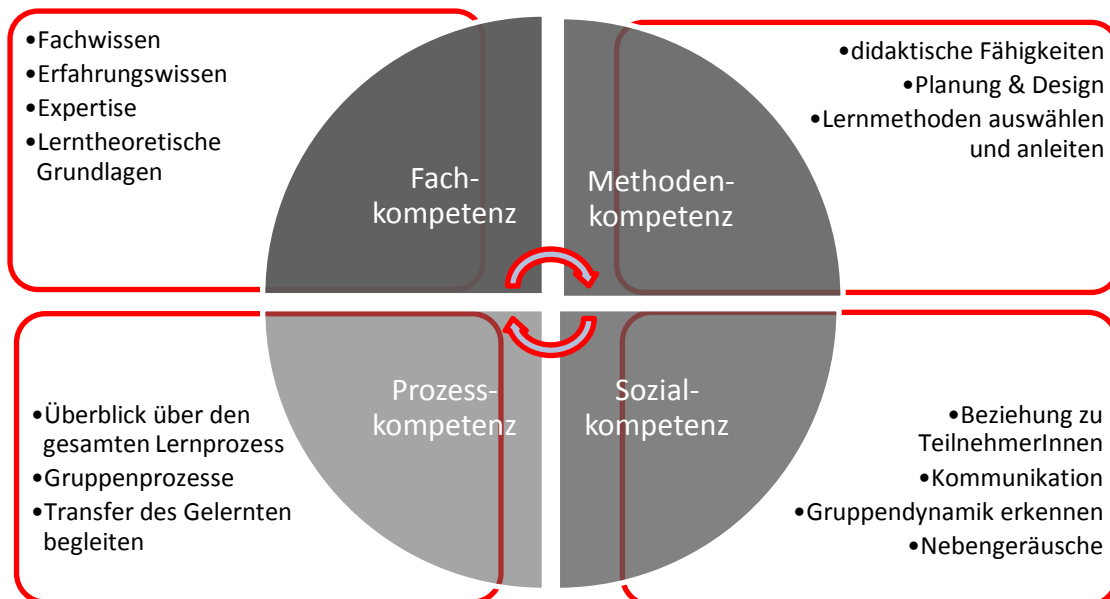 •Fachwissen
•Erfahrungswissen
•Expertise
•Lerntheoretische
Grundlagen
Fach-
kompetenz
•didaktische Fähigkeiten
•Planung & Design
•Lernmethoden auswählen
und anleiten
Methoden-
kompetenz
•Überblick über den
gesamten Lernprozess
•Gruppenprozesse
•Transfer des Gelernten
begleiten
Prozess-
kompetenz
Sozial-
kompetenz
•Beziehung zu
TeilnehmerInnen
•Kommunikation
•Gruppendynamik erkennen
•Nebengeräusche